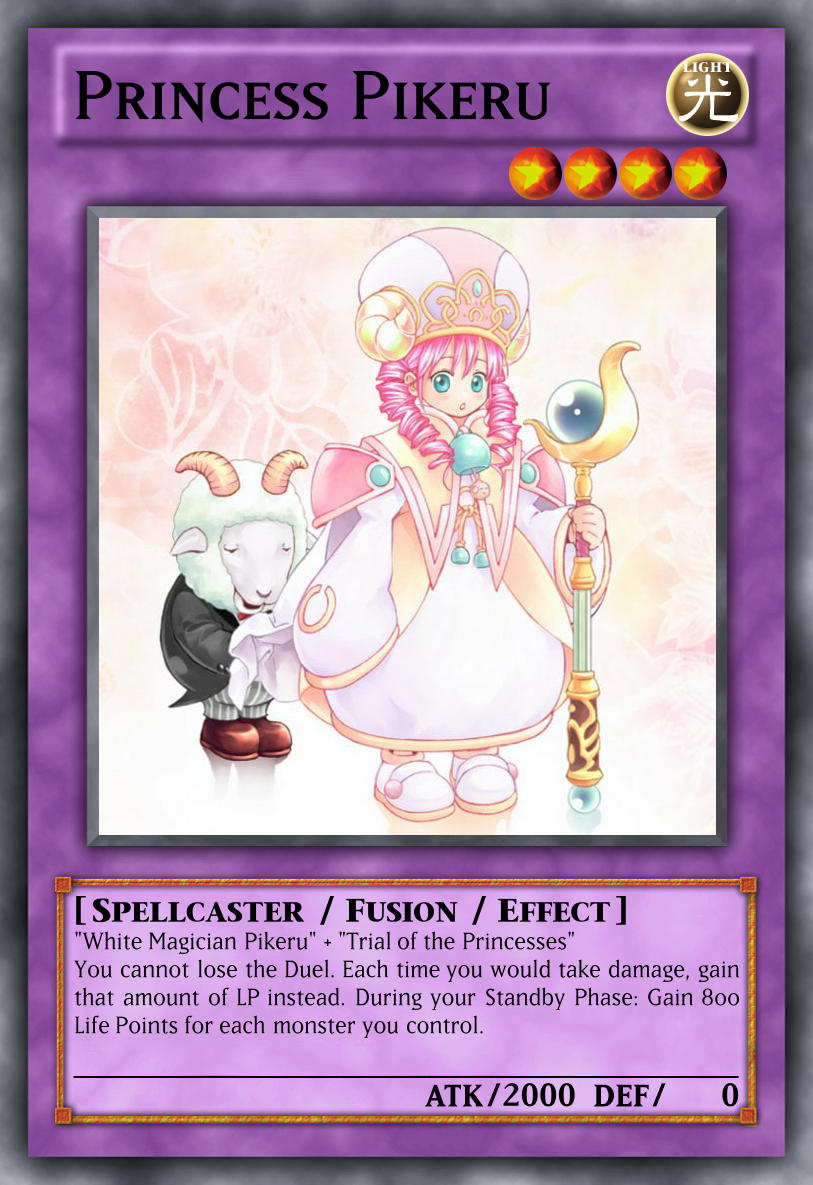 Princess Pikeru
LIGHT
光
[ Spellcaster / Fusion / Effect ]
"White Magician Pikeru" + "Trial of the Princesses"
You cannot lose the Duel. Each time you would take damage, gain
that amount of LP instead. During your Standby Phase: Gain 800
Life Points for each monster you control.
ATK/2000 DEF/ 0